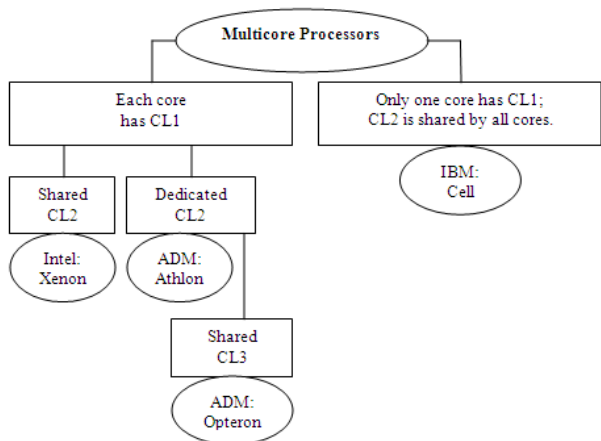 Multicore Processors
Each core
has CL1
Only one core has CL1;
CL2 is shared by all cores.
IBM:
Cell
Shared
CL2
Dedicated
CL2
Intel:
Xenon
ADM:
Athlon
Shared
CL3
ADM:
Opteron